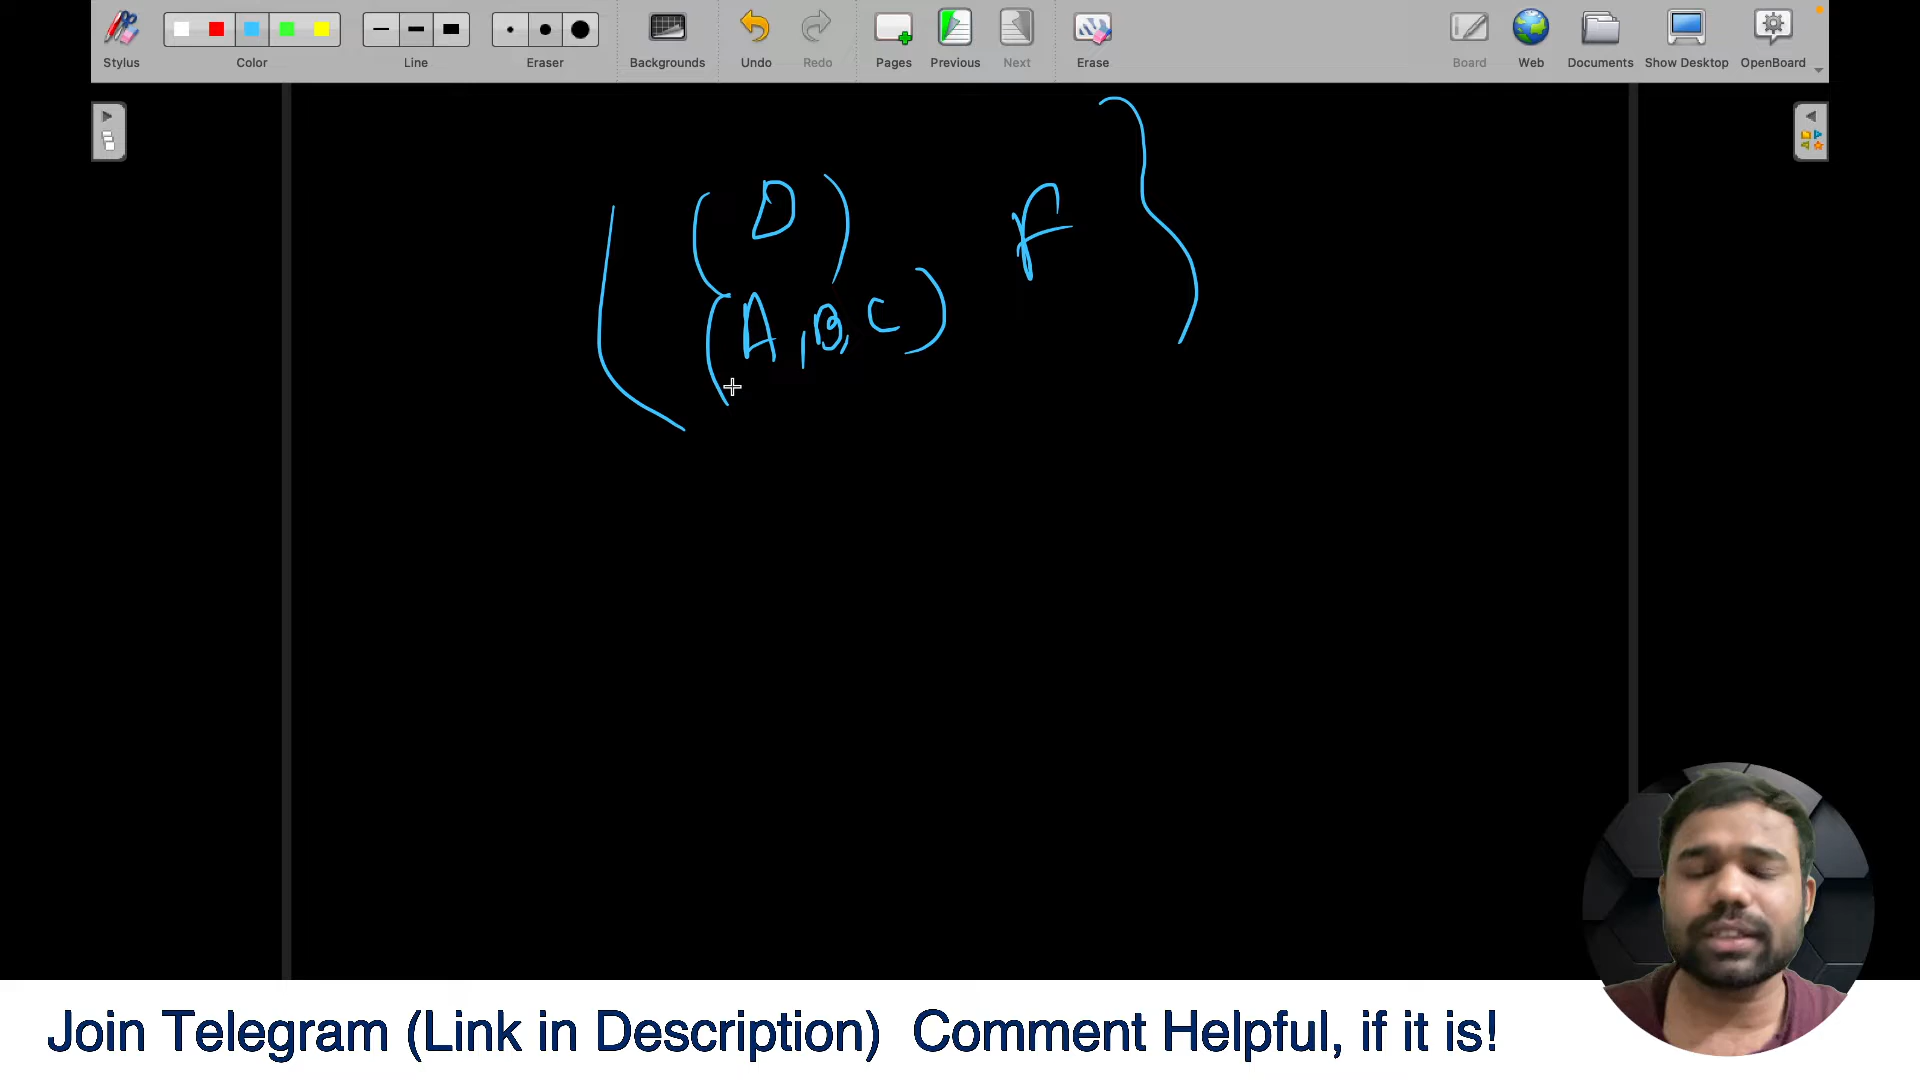 Stylus Color Line Eraser Backgrounds Undo Redo Pages Previous Next Erase Board Web Documents Show Desktop OpenBoard
( ( D ) F }
( A, B, C )
Join Telegram (Link in Description) Comment Helpful, if it is!